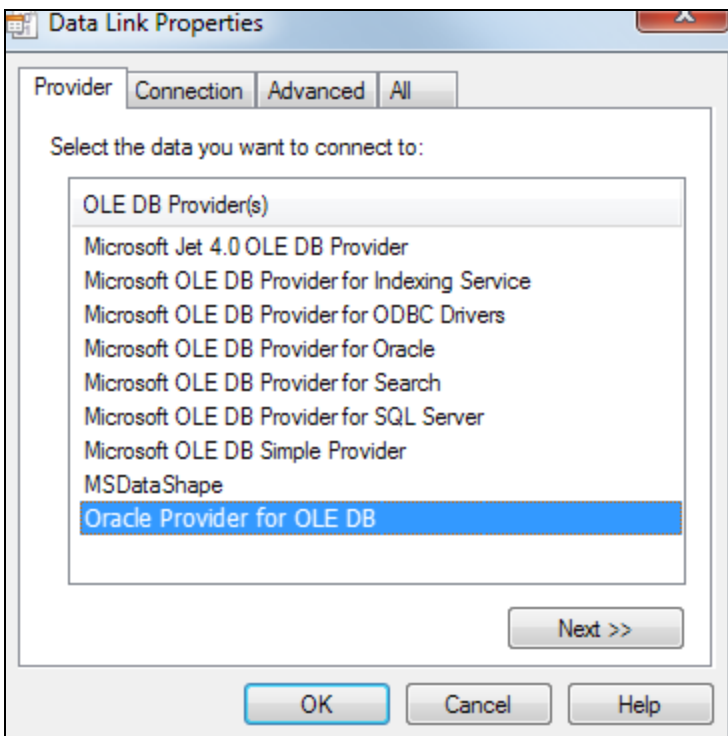 Data Link Properties
Provider Connection Advanced All
Select the data you want to connect to:
OLE DB Provider(s)
Microsoft Jet 4.0 OLE DB Provider
Microsoft OLE DB Provider for Indexing Service
Microsoft OLE DB Provider for ODBC Drivers
Microsoft OLE DB Provider for Oracle
Microsoft OLE DB Provider for Search
Microsoft OLE DB Provider for SQL Server
Microsoft OLE DB Simple Provider
MSDataShape
Oracle Provider for OLE DB
Next >>
OK Cancel Help